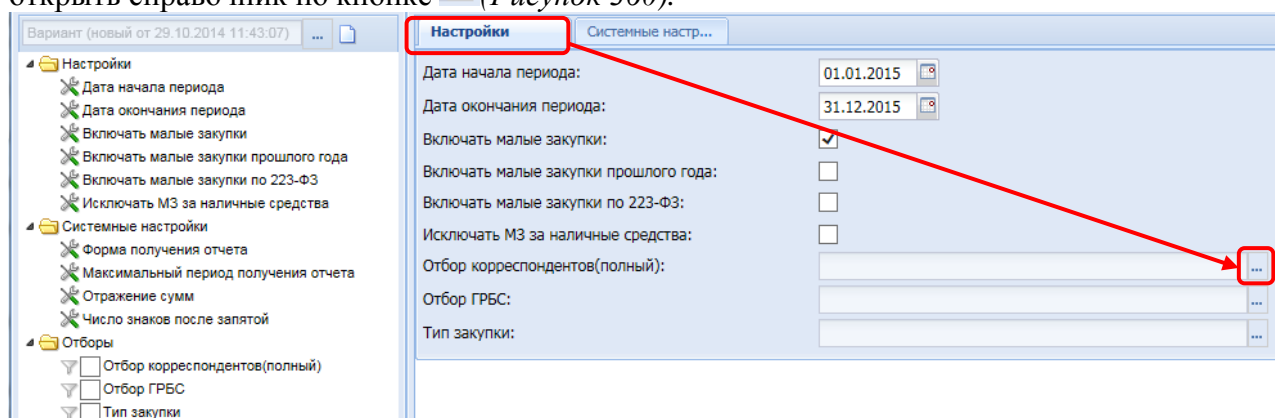 открыть справочник по кнопке (Рисунок 300).
Вариант (новый от 29.10.2014 11:43:07) ...
Настройки
Дата начала периода
Дата окончания периода
Включать малые закупки
Включать малые закупки прошлого года
Включать малые закупки по 223-ФЗ
Исключать МЗ за наличные средства
Системные настройки
Форма получения отчета
Максимальный период получения отчета
Отражение сумм
Число знаков после запятой
Отборы
Отбор корреспондентов(полный)
Отбор ГРБС
Тип закупки
Настройки Системные настр...
Дата начала периода: 01.01.2015
Дата окончания периода: 31.12.2015
Включать малые закупки:
Включать малые закупки прошлого года:
Включать малые закупки по 223-ФЗ:
Исключать МЗ за наличные средства:
Отбор корреспондентов(полный): ...
Отбор ГРБС: ...
Тип закупки: ...